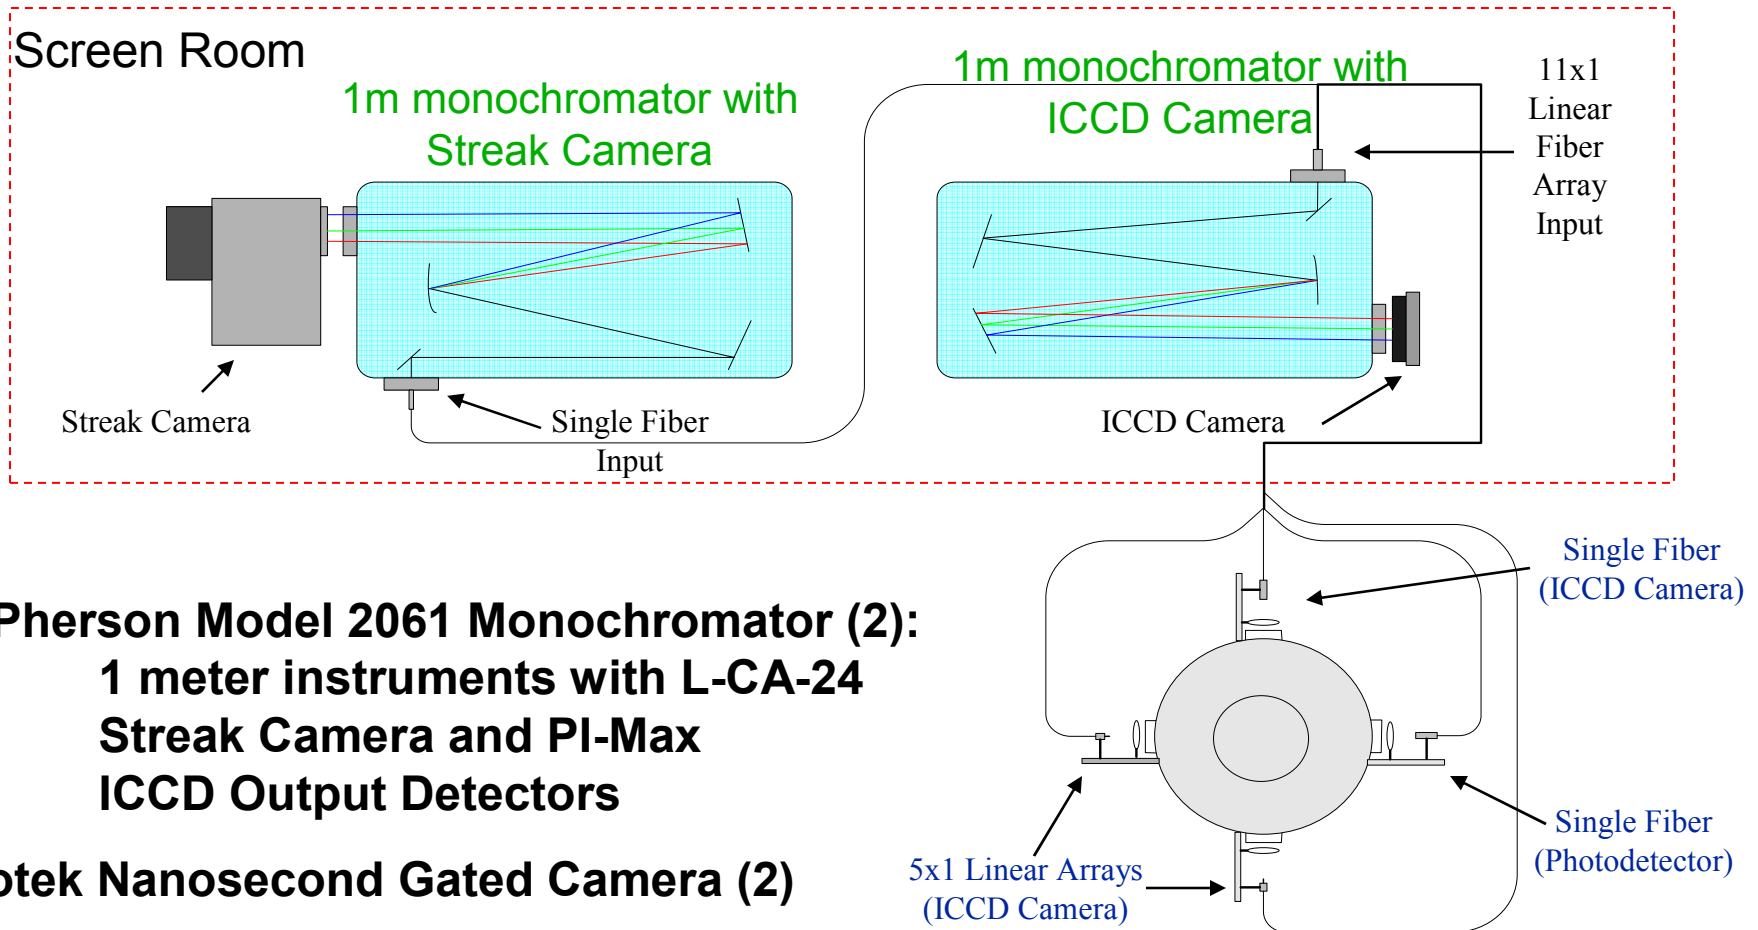 Screen Room
1m monochromator with
Streak Camera
1m monochromator with
ICCD Camera
11x1
Linear
Fiber
Array
Input
Streak Camera
Single Fiber
Input
ICCD Camera
Single Fiber
(ICCD Camera)
Pherson Model 2061 Monochromator (2):
1 meter instruments with L-CA-24
Streak Camera and PI-Max
ICCD Output Detectors
otek Nanosecond Gated Camera (2)
5x1 Linear Arrays
(ICCD Camera)
Single Fiber
(Photodetector)